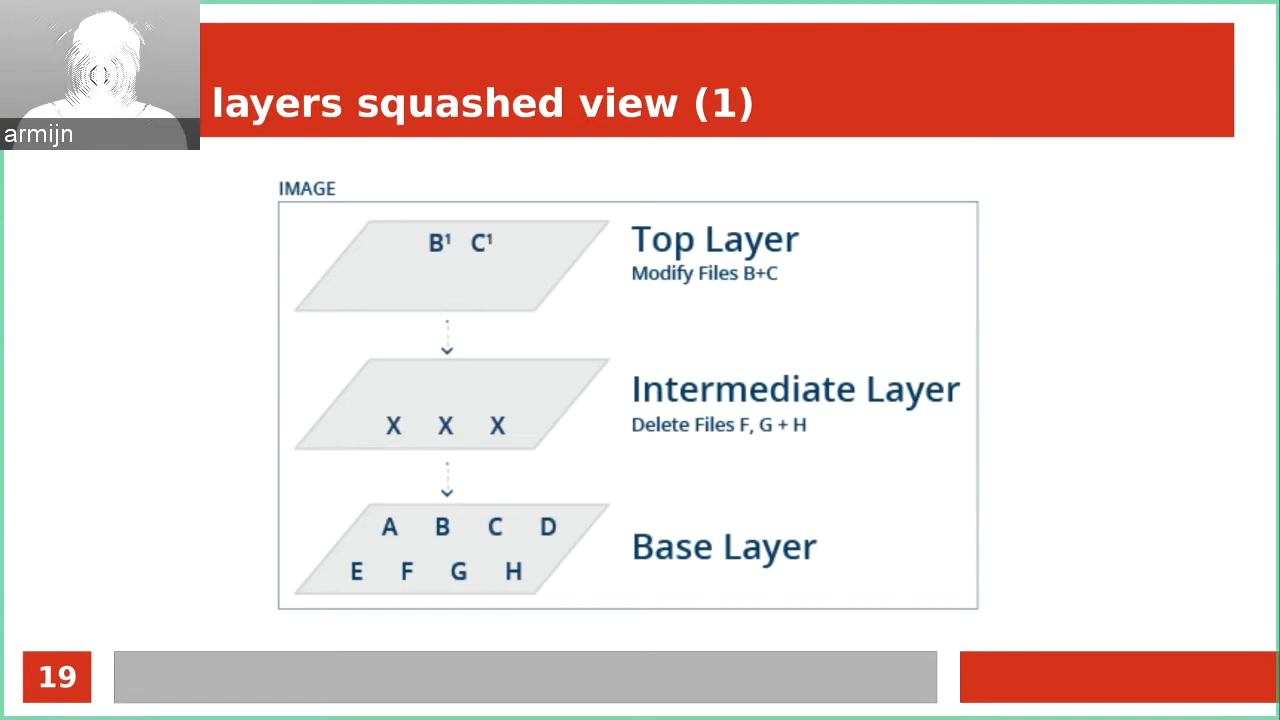 armijn
layers squashed view (1)
IMAGE
B¹ C¹
Top Layer
Modify Files B+C
X X X
Intermediate Layer
Delete Files F, G + H
A B C D
E F G H
Base Layer
19